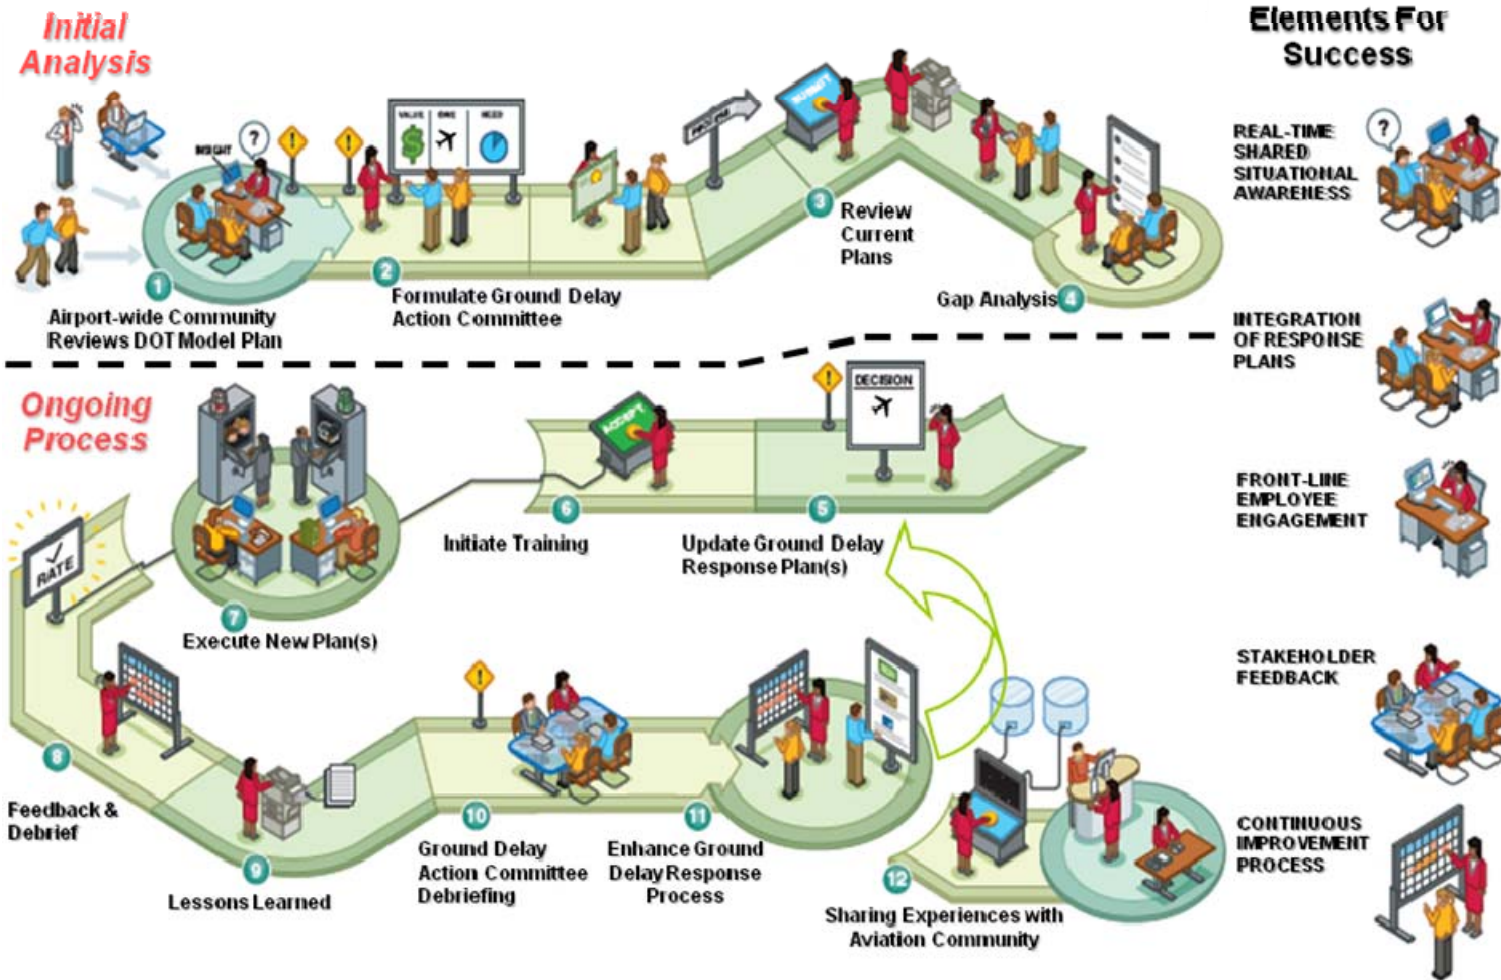 Initial
Analysis
INSIGHT
?
!
!
VALUE
NEED
$
SUBMIT
1
Airport-wide Community
Reviews DOT Model Plan
2
Formulate Ground Delay
Action Committee
3
Review
Current
Plans
Gap Analysis
4
Ongoing
Process
!
DECISION
ACCEPT
RATE
7
Execute New Plan(s)
6
Initiate Training
5
Update Ground Delay
Response Plan(s)
8
Feedback &
Debrief
9
Lessons Learned
!
10
Ground Delay
Action Committee
Debriefing
11
Enhance Ground
Delay Response
Process
12
Sharing Experiences with
Aviation Community
Elements For
Success
REAL-TIME
SHARED
SITUATIONAL
AWARENESS
?
INTEGRATION
OF RESPONSE
PLANS
FRONT-LINE
EMPLOYEE
ENGAGEMENT
STAKEHOLDER
FEEDBACK
CONTINUOUS
IMPROVEMENT
PROCESS